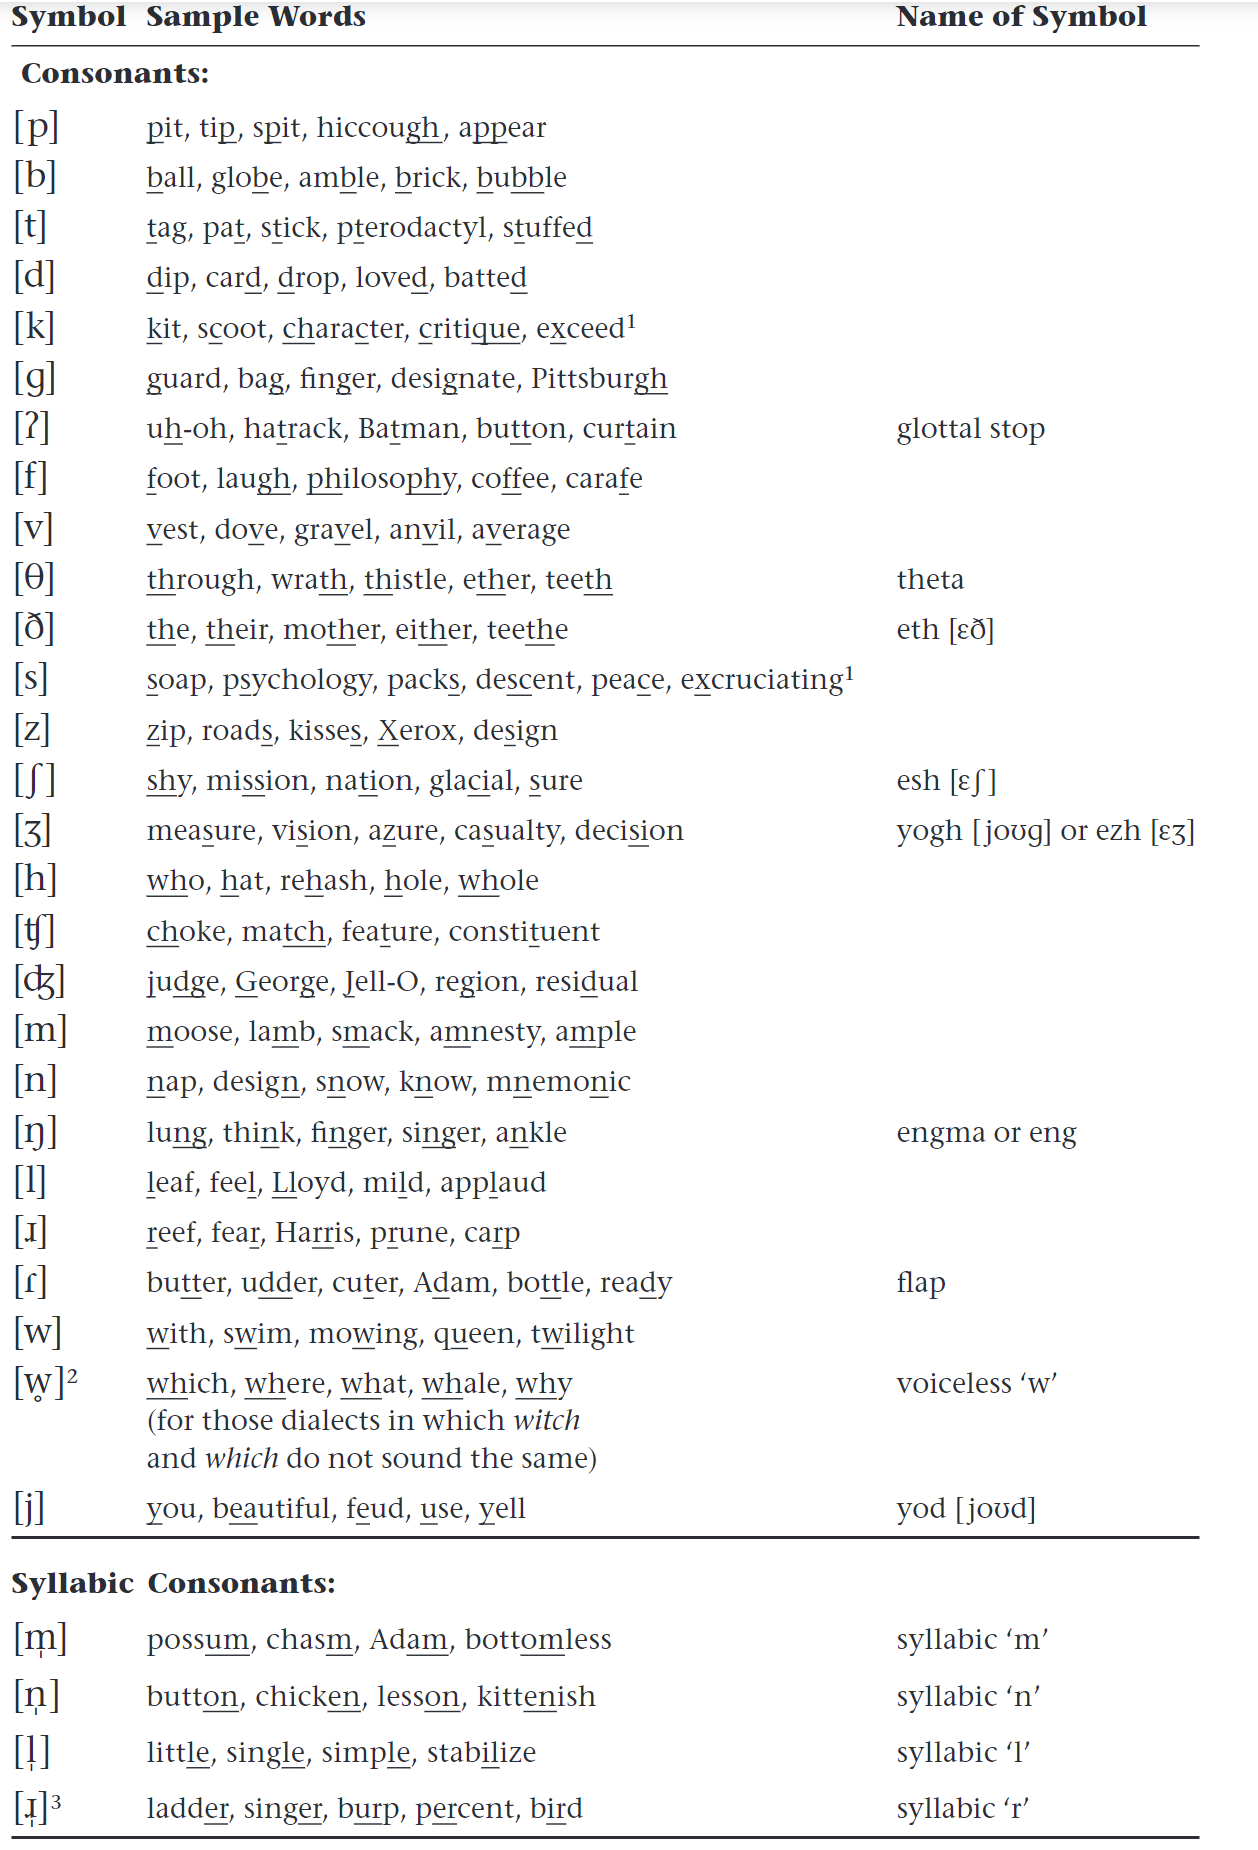 Symbol Sample Words Name of Symbol
Consonants:
[p] pit, tip, spit, hiccough, appear
[b] ball, globe, amble, brick, bubble
[t] tag, pat, stick, pterodactyl, stuffed
[d] dip, card, drop, loved, batted
[k] kit, scoot, character, critique, exceed¹
[ɡ] guard, bag, finger, designate, Pittsburgh
[ʔ] uh-oh, hatrack, Batman, button, curtain glottal stop
[f] foot, laugh, philosophy, coffee, carafe
[v] vest, dove, gravel, anvil, average
[θ] through, wrath, thistle, ether, teeth theta
[ð] the, their, mother, either, teethe eth [ɛð]
[s] soap, psychology, packs, descent, peace, excruciating¹
[z] zip, roads, kisses, Xerox, design
[ʃ] shy, mission, nation, glacial, sure esh [ɛʃ]
[ʒ] measure, vision, azure, casualty, decision yogh [joʊɡ] or ezh [ɛʒ]
[h] who, hat, rehash, hole, whole
[ʧ] choke, match, feature, constituent
[ʤ] judge, George, Jell-O, region, residual
[m] moose, lamb, smack, amnesty, ample
[n] nap, design, snow, know, mnemonic
[ŋ] lung, think, finger, singer, ankle engma or eng
[l] leaf, feel, Lloyd, mild, applaud
[ɹ] reef, fear, Harris, prune, carp
[ɾ] butter, udder, cuter, Adam, bottle, ready flap
[w] with, swim, mowing, queen, twilight
[w̥]² which, where, what, whale, why voiceless ‘w’
(for those dialects in which witch
and which do not sound the same)
[j] you, beautiful, feud, use, yell yod [joʊd]
Syllabic Consonants:
[m̩] possum, chasm, Adam, bottomless syllabic ‘m’
[n̩] button, chicken, lesson, kittenish syllabic ‘n’
[l̩] little, single, simple, stabilize syllabic ‘l’
[ɹ̩]³ ladder, singer, burp, percent, bird syllabic ‘r’